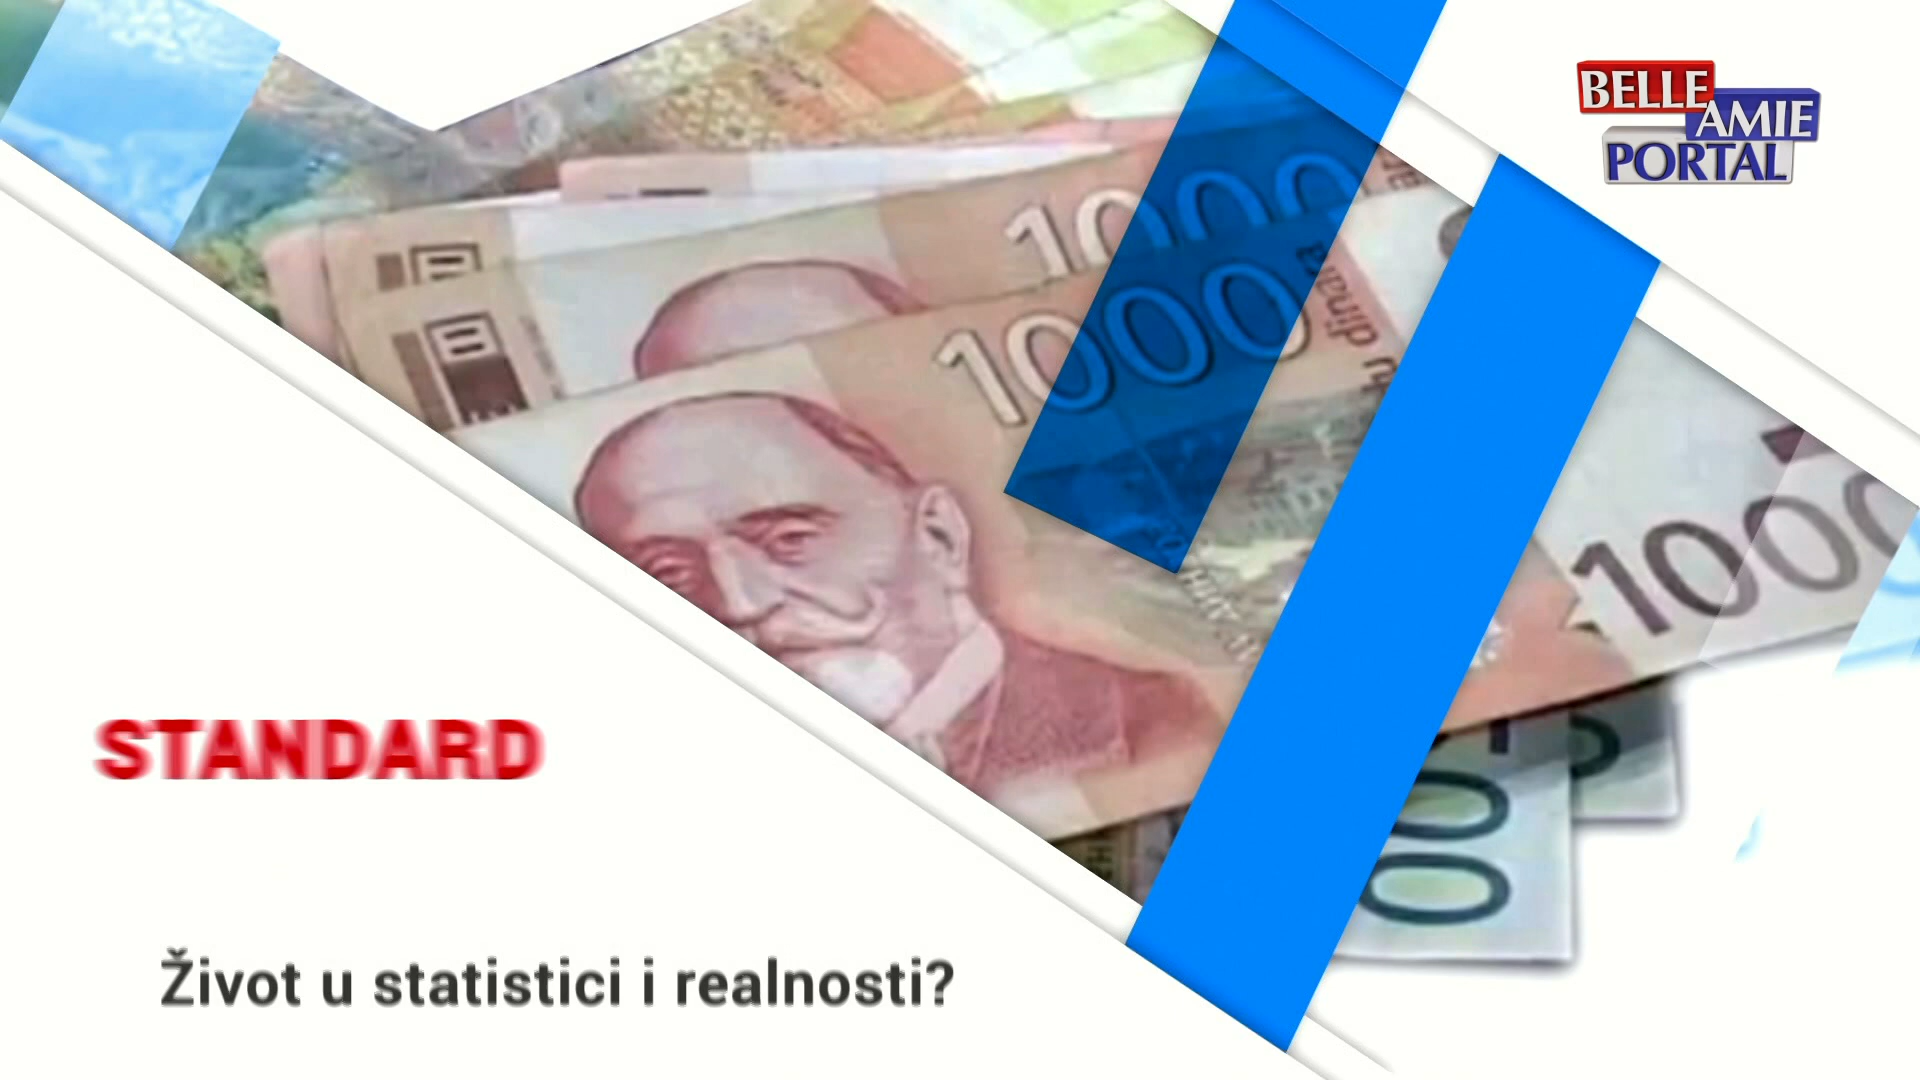 BELLE
AMIE
PORTAL
1000
1000
dinara
1000
STANDARD
Život u statistici i realnosti?